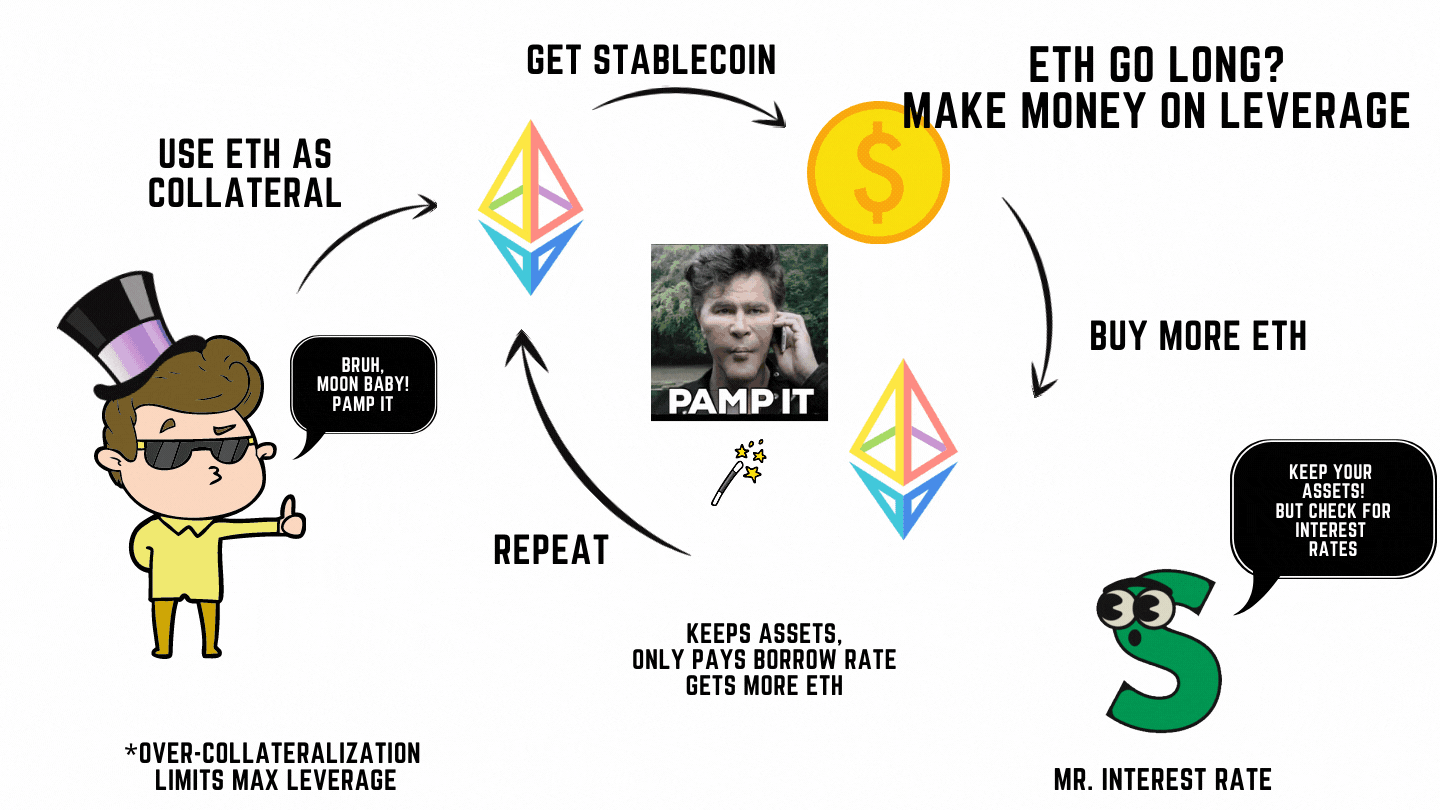 GET STABLECOIN
ETH GO LONG?
MAKE MONEY ON LEVERAGE
USE ETH AS
COLLATERAL
$
BRUH,
MOON BABY!
PAMP IT
PAMP IT
BUY MORE ETH
KEEP YOUR
ASSETS!
BUT CHECK FOR
INTEREST
RATES
REPEAT
KEEPS ASSETS,
ONLY PAYS BORROW RATE
GETS MORE ETH
S
*OVER-COLLATERALIZATION
LIMITS MAX LEVERAGE
MR. INTEREST RATE